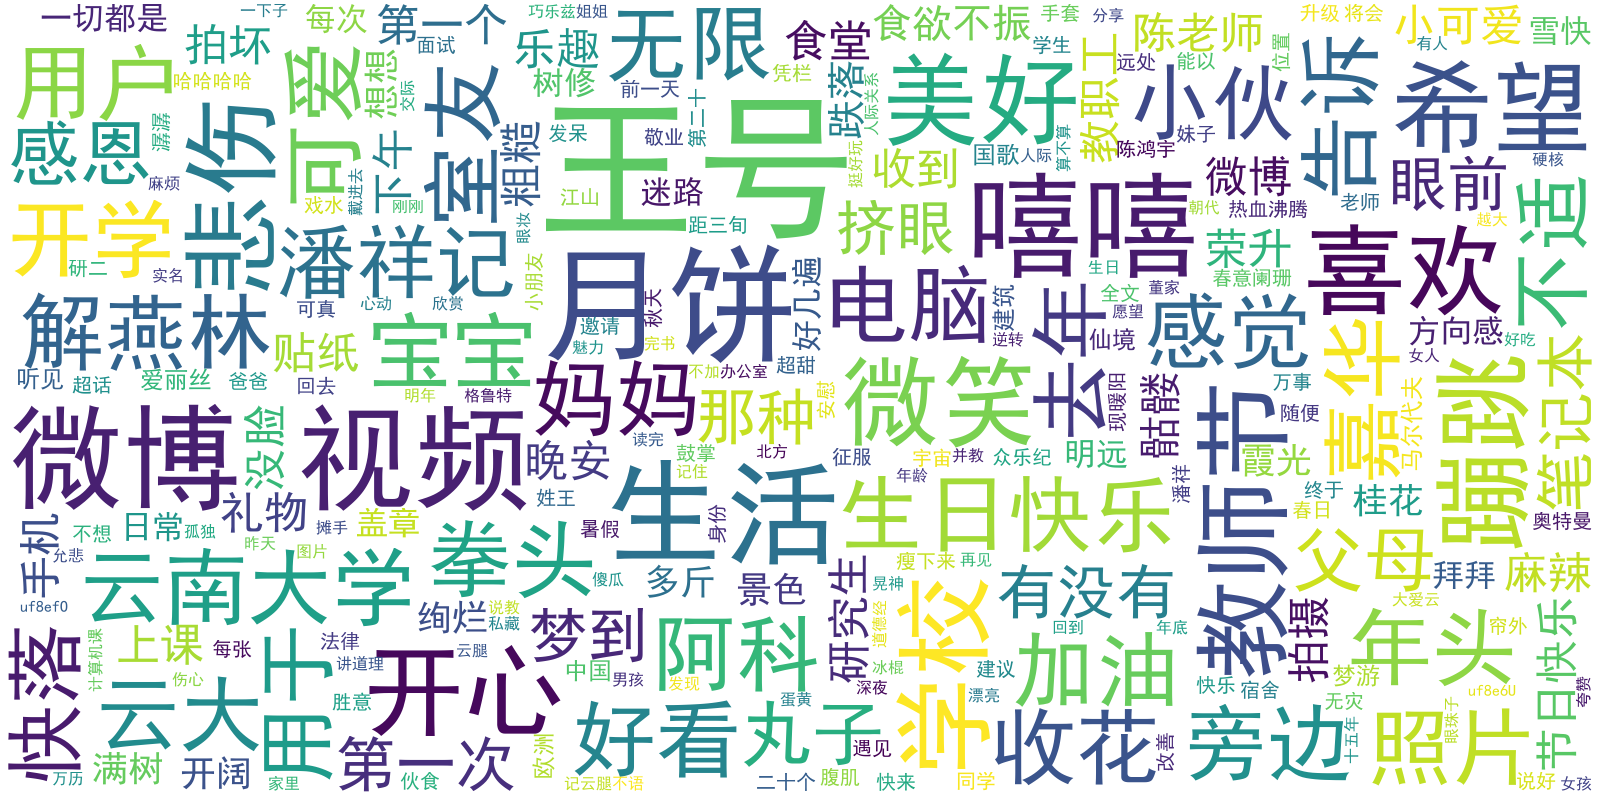 一切都是
一下子
每次
第一个
面试
巧乐兹
姐姐
乐趣
无限
食堂
食欲不振
手套
分享
陈老师
升级
将会
小可爱
雪快
用户
拍坏
哈哈哈哈
可爱
想想
交际
室友
树修
前一天
凭栏
跌落
人际关系
美好
学生
教职工
远处
能以
位置
小伙
告诉
有人
希望
感恩
潺潺
悲伤
麻烦
下午
粗糙
发呆
敬业
第二十
王号
挺好玩
收到
国歌
人际
算不算
妹子
陈鸿宇
微博
老师
眼前
硬核
不适
开学
戏水
戴进去
刚刚
眼妆
江山
迷路
距三旬
挤眼
嘻嘻
朝代
热血沸腾
越大
研二
实名
潘祥记
荣升
春意阑珊
喜欢
解燕林
可真
心动
欣赏
小朋友
月饼
秋天
好几遍
电脑
建筑
全文
生日
董家
愿望
去年
仙境
感觉
方向感
女人
好吃
听见
超话
爱丽丝
爸爸
贴纸
回去
宝宝
明年
格鲁特
邀请
魅力
完书
不加
办公室
超甜
逆转
现暖阳
骷髅
万事
随便
嘉华
马尔代夫
蹦跳
笔记本
微博
没脸
视频
妈妈
那种
安慰
微笑
晚安
读完
鼓掌
记住
北方
征服
宇宙
并教
年龄
众乐纪
明远
潘祥
教师节
霞光
终于
春日
桂花
奥特曼
礼物
摊手
盖章
姓王
暑假
生活
身份
生日快乐
手机
允悲
不想
日常
孤独
昨天
图片
uf8ef0
云南大学
拳头
傻瓜
多斤
景色
瘦下来
再见
晃神
有没有
父母
拜拜
麻辣
大爱云
快落
计算机课
上课
每张
伤心
法律
讲道理
绚烂
说教
私藏
云腿
梦到
中国
男孩
阿科
发现
研究生
道德经
冰棍
深夜
学校
回到
年底
建议
加油
拍摄
年头
梦游
帘外
uf8e6U
节日快乐
夸赞
云大
用于
胜意
开心
好看
蛋黄
丸子
遇见
漂亮
收花
改善
快乐
宿舍
旁边
无灾
十五年
照片
眼珠子
万历
满树
开阔
家里
第一次
伙食
欧洲
记云腿不语
二十个
腹肌
快来
同学
说好
女孩